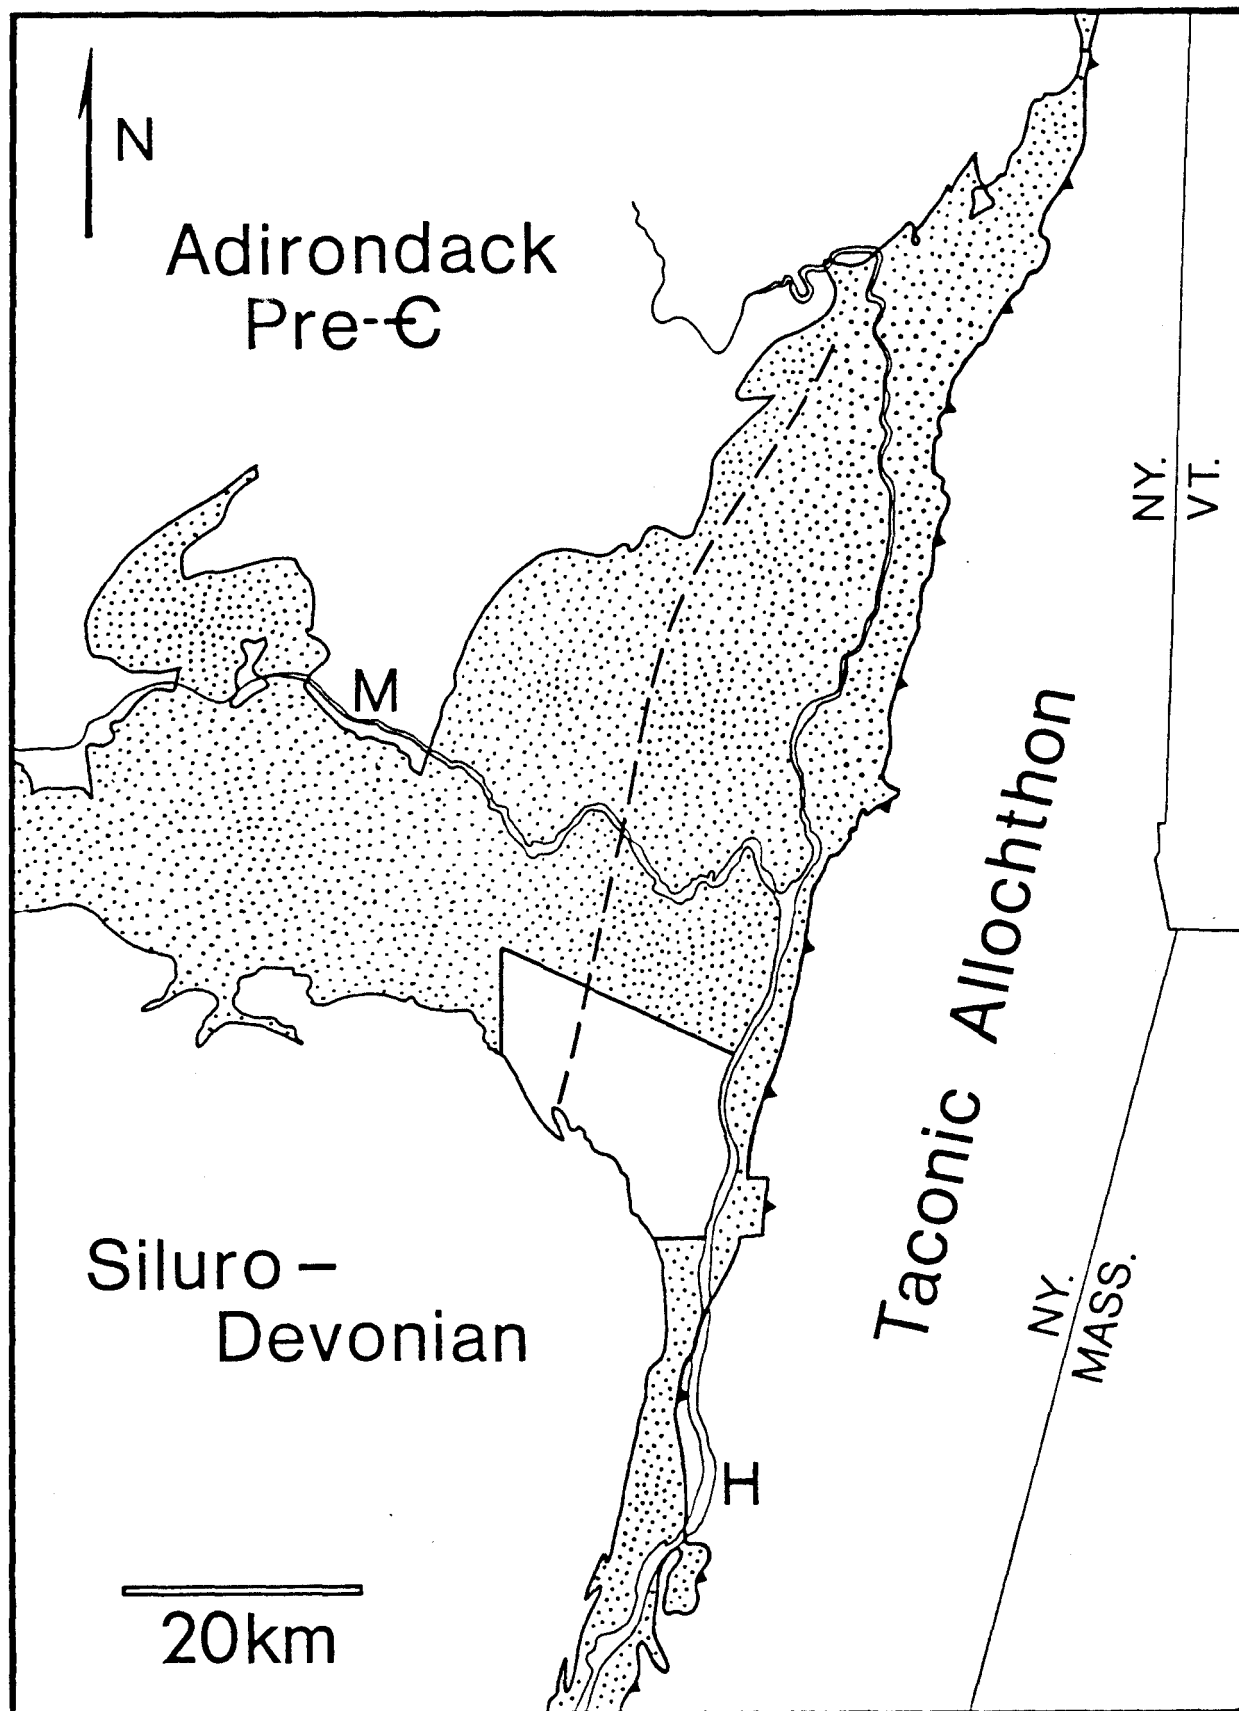 N
Adirondack
Pre-Ꞓ
NY.
VT.
M
Taconic Allochthon
Siluro –
Devonian
NY.
MASS.
H
20km